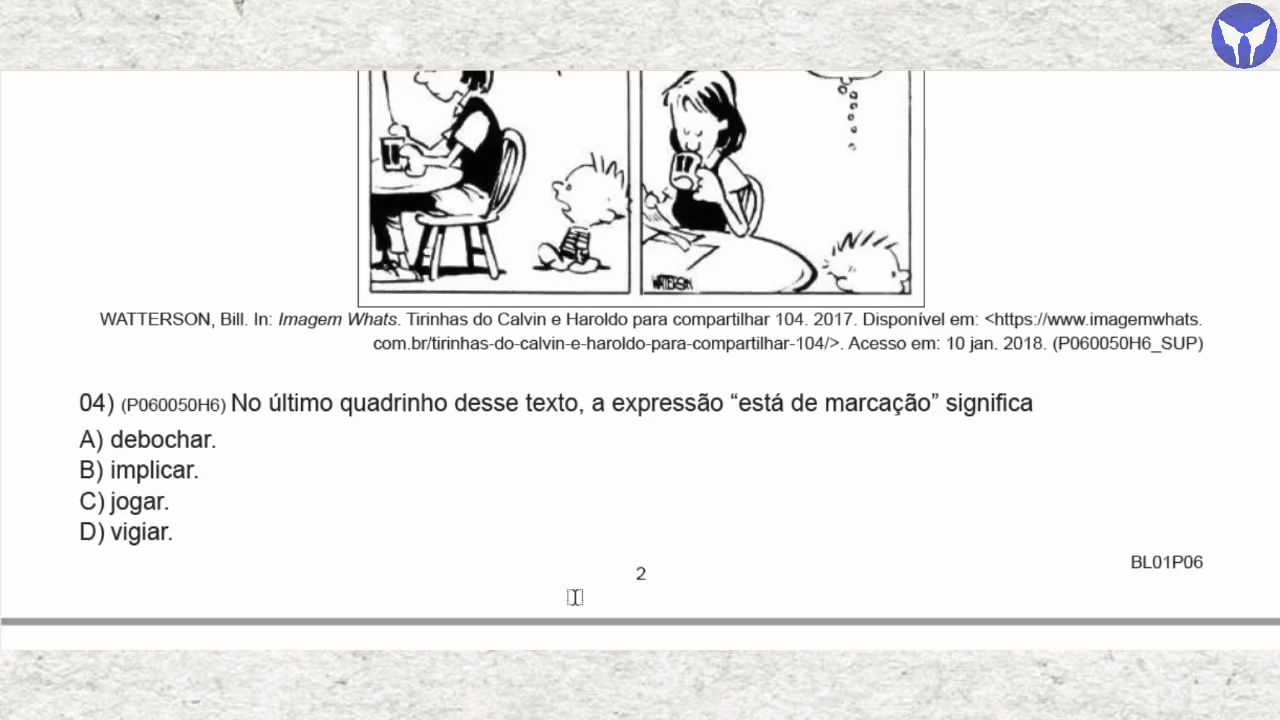 WATTERSON
WATTERSON, Bill. In: Imagem Whats. Tirinhas do Calvin e Haroldo para compartilhar 104. 2017. Disponível em: <https://www.imagemwhats.
com.br/tirinhas-do-calvin-e-haroldo-para-compartilhar-104/>. Acesso em: 10 jan. 2018. (P060050H6_SUP)
04) (P060050H6) No último quadrinho desse texto, a expressão “está de marcação” significa
A) debochar.
B) implicar.
C) jogar.
D) vigiar.
BL01P06
2